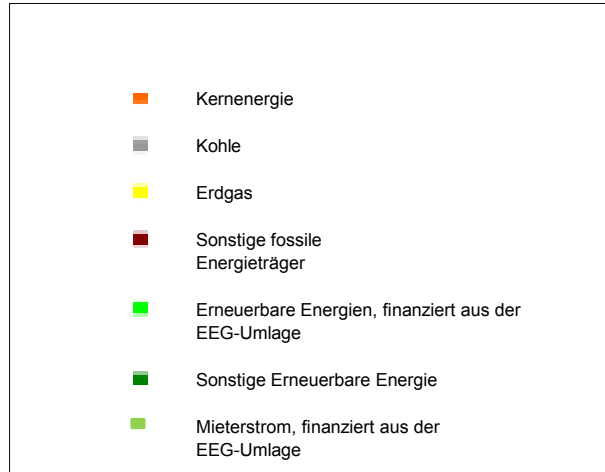 Kernenergie
Kohle
Erdgas
Sonstige fossile
Energieträger
Erneuerbare Energien, finanziert aus der
EEG-Umlage
Sonstige Erneuerbare Energie
Mieterstrom, finanziert aus der
EEG-Umlage